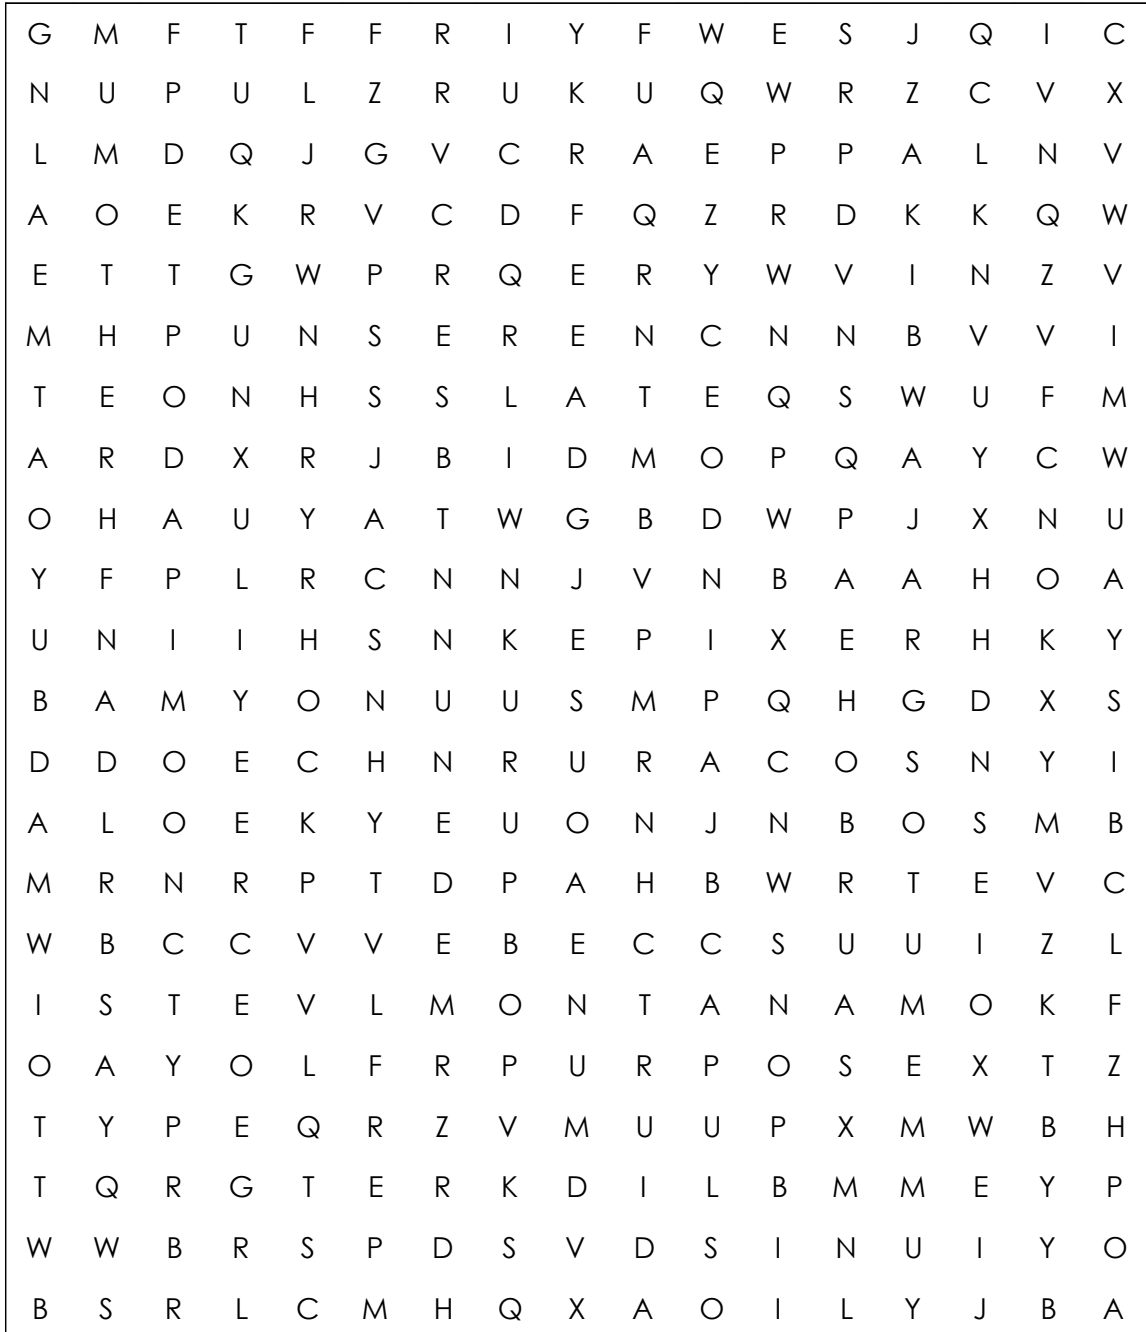 G M F T F F R I Y F W E S J Q I C
N U P U L Z R U K U Q W R Z C V X
L M D Q J G V C R A E P P A L N V
A O E K R V C D F Q Z R D K K Q W
E T T G W P R Q E R Y W V I N Z V
M H P U N S E R E N C N N B V V I
T E O N H S S L A T E Q S W U F M
A R D X R J B I D M O P Q A Y C W
O H A U Y A T W G B D W P J X N U
Y F P L R C N N J V N B A A H O A
U N I I H S N K E P I X E R H K Y
B A M Y O N U U S M P Q H G D X S
D D O E C H N R U R A C O S N Y I
A L O E K Y E U O N J N B O S M B
M R N R P T D P A H B W R T E V C
W B C C V V E B E C C S U U I Z L
I S T E V L M O N T A N A M O K F
O A Y O L F R P U R P O S E X T Z
T Y P E Q R Z V M U U P X M W B H
T Q R G T E R K D I L B M M E Y P
W W B R S P D S V D S I N U I Y O
B S R L C M H Q X A O I L Y J B A